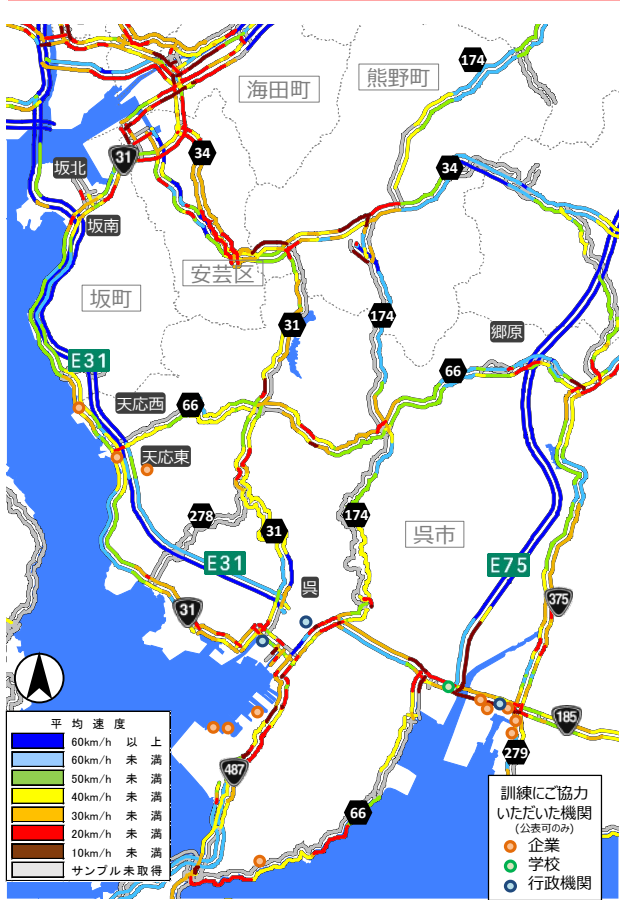 174
熊野町
海田町
34
31
坂北
34
坂南
安芸区
坂町
174
31
郷原
E31
66
天応西
66
天応東
278
174
31
呉市
E31
E75
呉
375
31
185
279
487
66
平均速度
60km/h 以上
60km/h 未満
50km/h 未満
40km/h 未満
30km/h 未満
20km/h 未満
10km/h 未満
サンプル未取得
訓練にご協力
いただいた機関
(公表可のみ)
企業
学校
行政機関